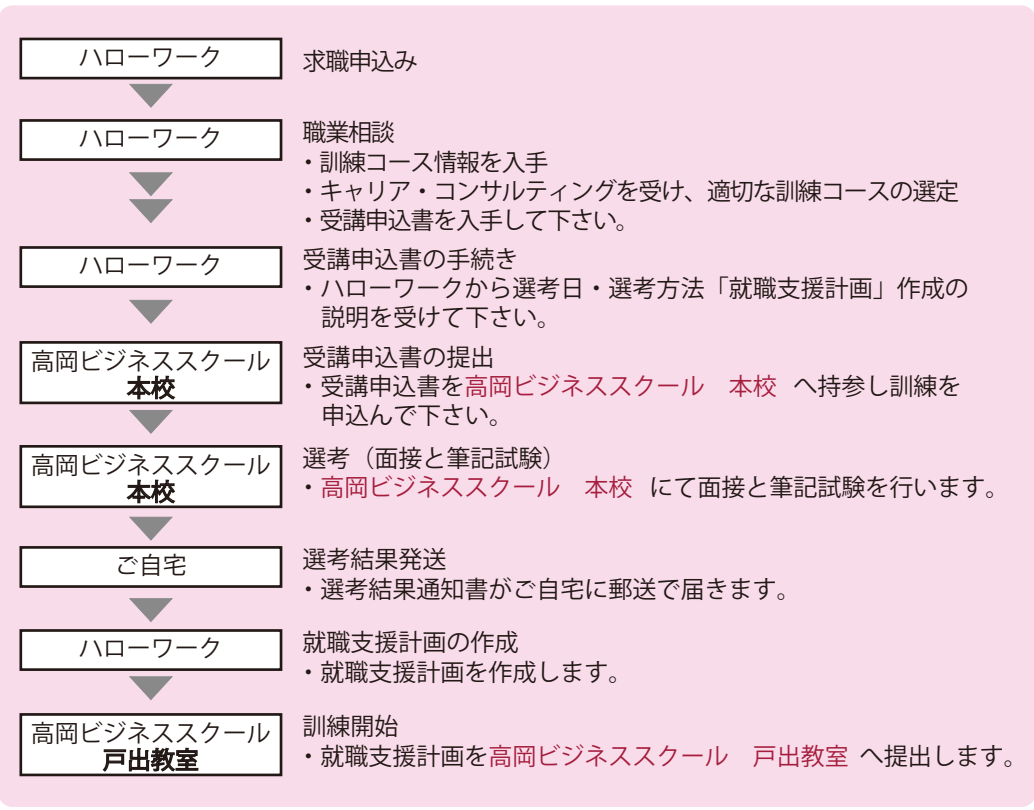 ハローワーク
求職申込み
ハローワーク
職業相談
・訓練コース情報を入手
・キャリア・コンサルティングを受け、適切な訓練コースの選定
・受講申込書を入手して下さい。
ハローワーク
受講申込書の手続き
・ハローワークから選考日・選考方法「就職支援計画」作成の
説明を受けて下さい。
高岡ビジネススクール
本校
受講申込書の提出
・受講申込書を高岡ビジネススクール　本校 へ持参し訓練を
申込んで下さい。
高岡ビジネススクール
本校
選考（面接と筆記試験）
・高岡ビジネススクール　本校 にて面接と筆記試験を行います。
ご自宅
選考結果発送
・選考結果通知書がご自宅に郵送で届きます。
ハローワーク
就職支援計画の作成
・就職支援計画を作成します。
高岡ビジネススクール
戸出教室
訓練開始
・就職支援計画を高岡ビジネススクール　戸出教室 へ提出します。